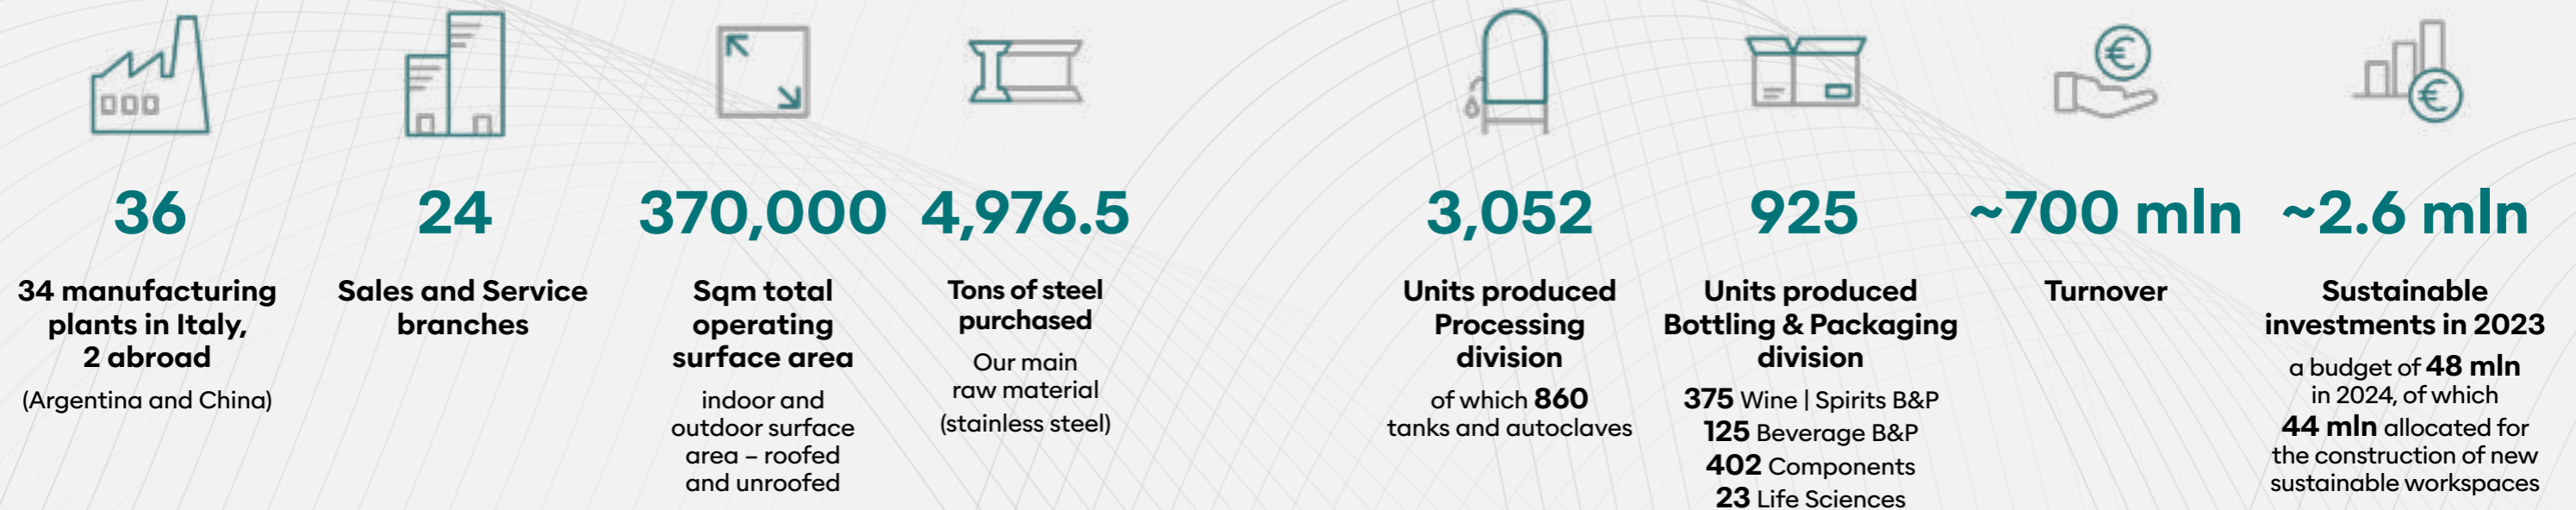 36
34 manufacturing
plants in Italy,
2 abroad
(Argentina and China)
24
Sales and Service
branches
370,000
Sqm total
operating
surface area
indoor and
outdoor surface
area – roofed
and unroofed
4,976.5
Tons of steel
purchased
Our main
raw material
(stainless steel)
3,052
Units produced
Processing
division
of which 860
tanks and autoclaves
925
Units produced
Bottling & Packaging
division
375 Wine | Spirits B&P
125 Beverage B&P
402 Components
23 Life Sciences
€
~700 mln
Turnover
€
~2.6 mln
Sustainable
investments in 2023
a budget of 48 mln
in 2024, of which
44 mln allocated for
the construction of new
sustainable workspaces